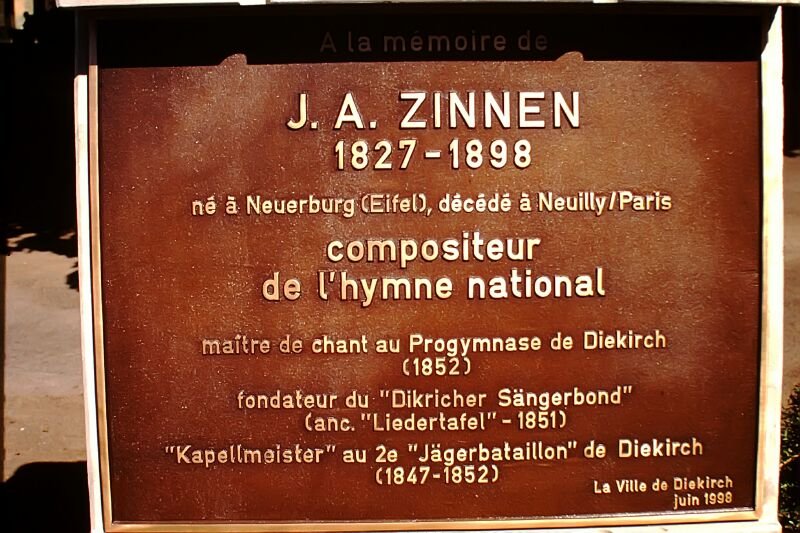 A la mémoire de
J. A. ZINNEN
1827-1898
né à Neuerburg (Eifel), décédé à Neuilly/Paris
compositeur
de l'hymne national
maître de chant au Progymnase de Diekirch
(1852)
fondateur du "Dikricher Sängerbond"
(anc. "Liedertafel" - 1851)
"Kapellmeister" au 2e "Jägerbataillon" de Diekirch
(1847-1852)
La Ville de Diekirch
juin 1998